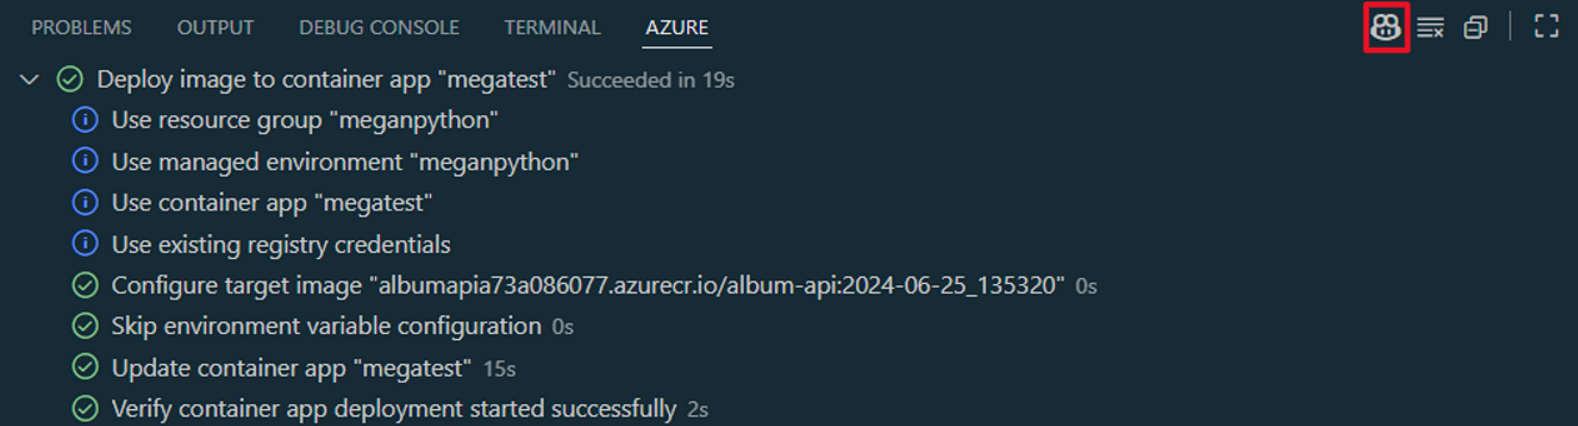 PROBLEMS OUTPUT DEBUG CONSOLE TERMINAL AZURE
Deploy image to container app "megatest" Succeeded in 19s
Use resource group "meganpython"
Use managed environment "meganpython"
Use container app "megatest"
Use existing registry credentials
Configure target image "albumapia73a086077.azurecr.io/album-api:2024-06-25_135320" 0s
Skip environment variable configuration 0s
Update container app "megatest" 15s
Verify container app deployment started successfully 2s